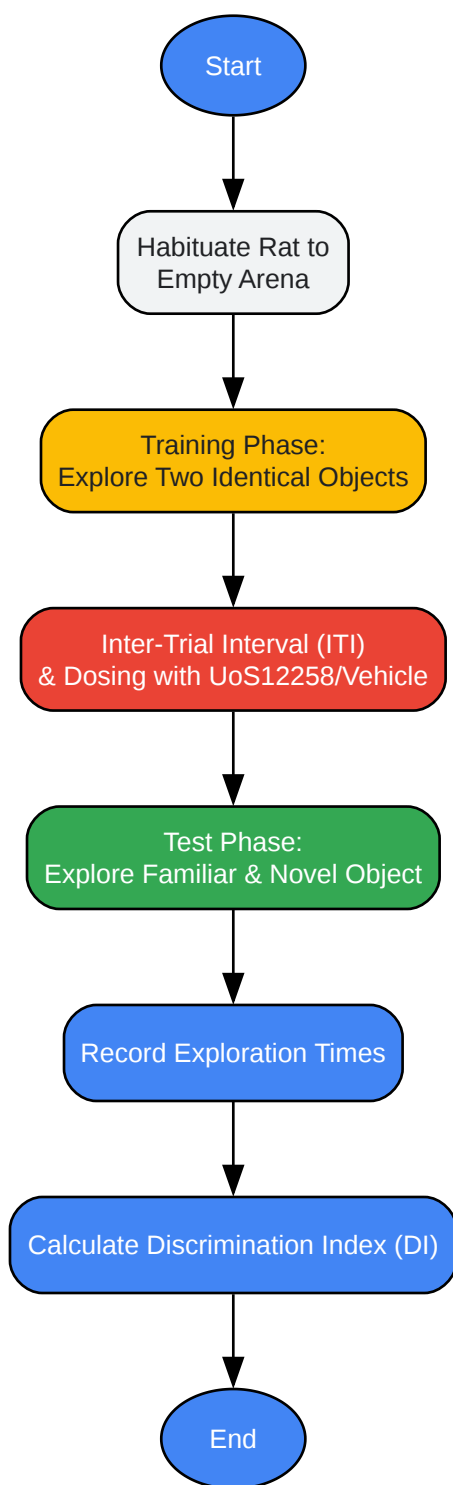 Start
Habituate Rat to
Empty Arena
Training Phase:
Explore Two Identical Objects
Inter-Trial Interval (ITI)
& Dosing with UoS12258/Vehicle
Test Phase:
Explore Familiar & Novel Object
Record Exploration Times
Calculate Discrimination Index (DI)
End